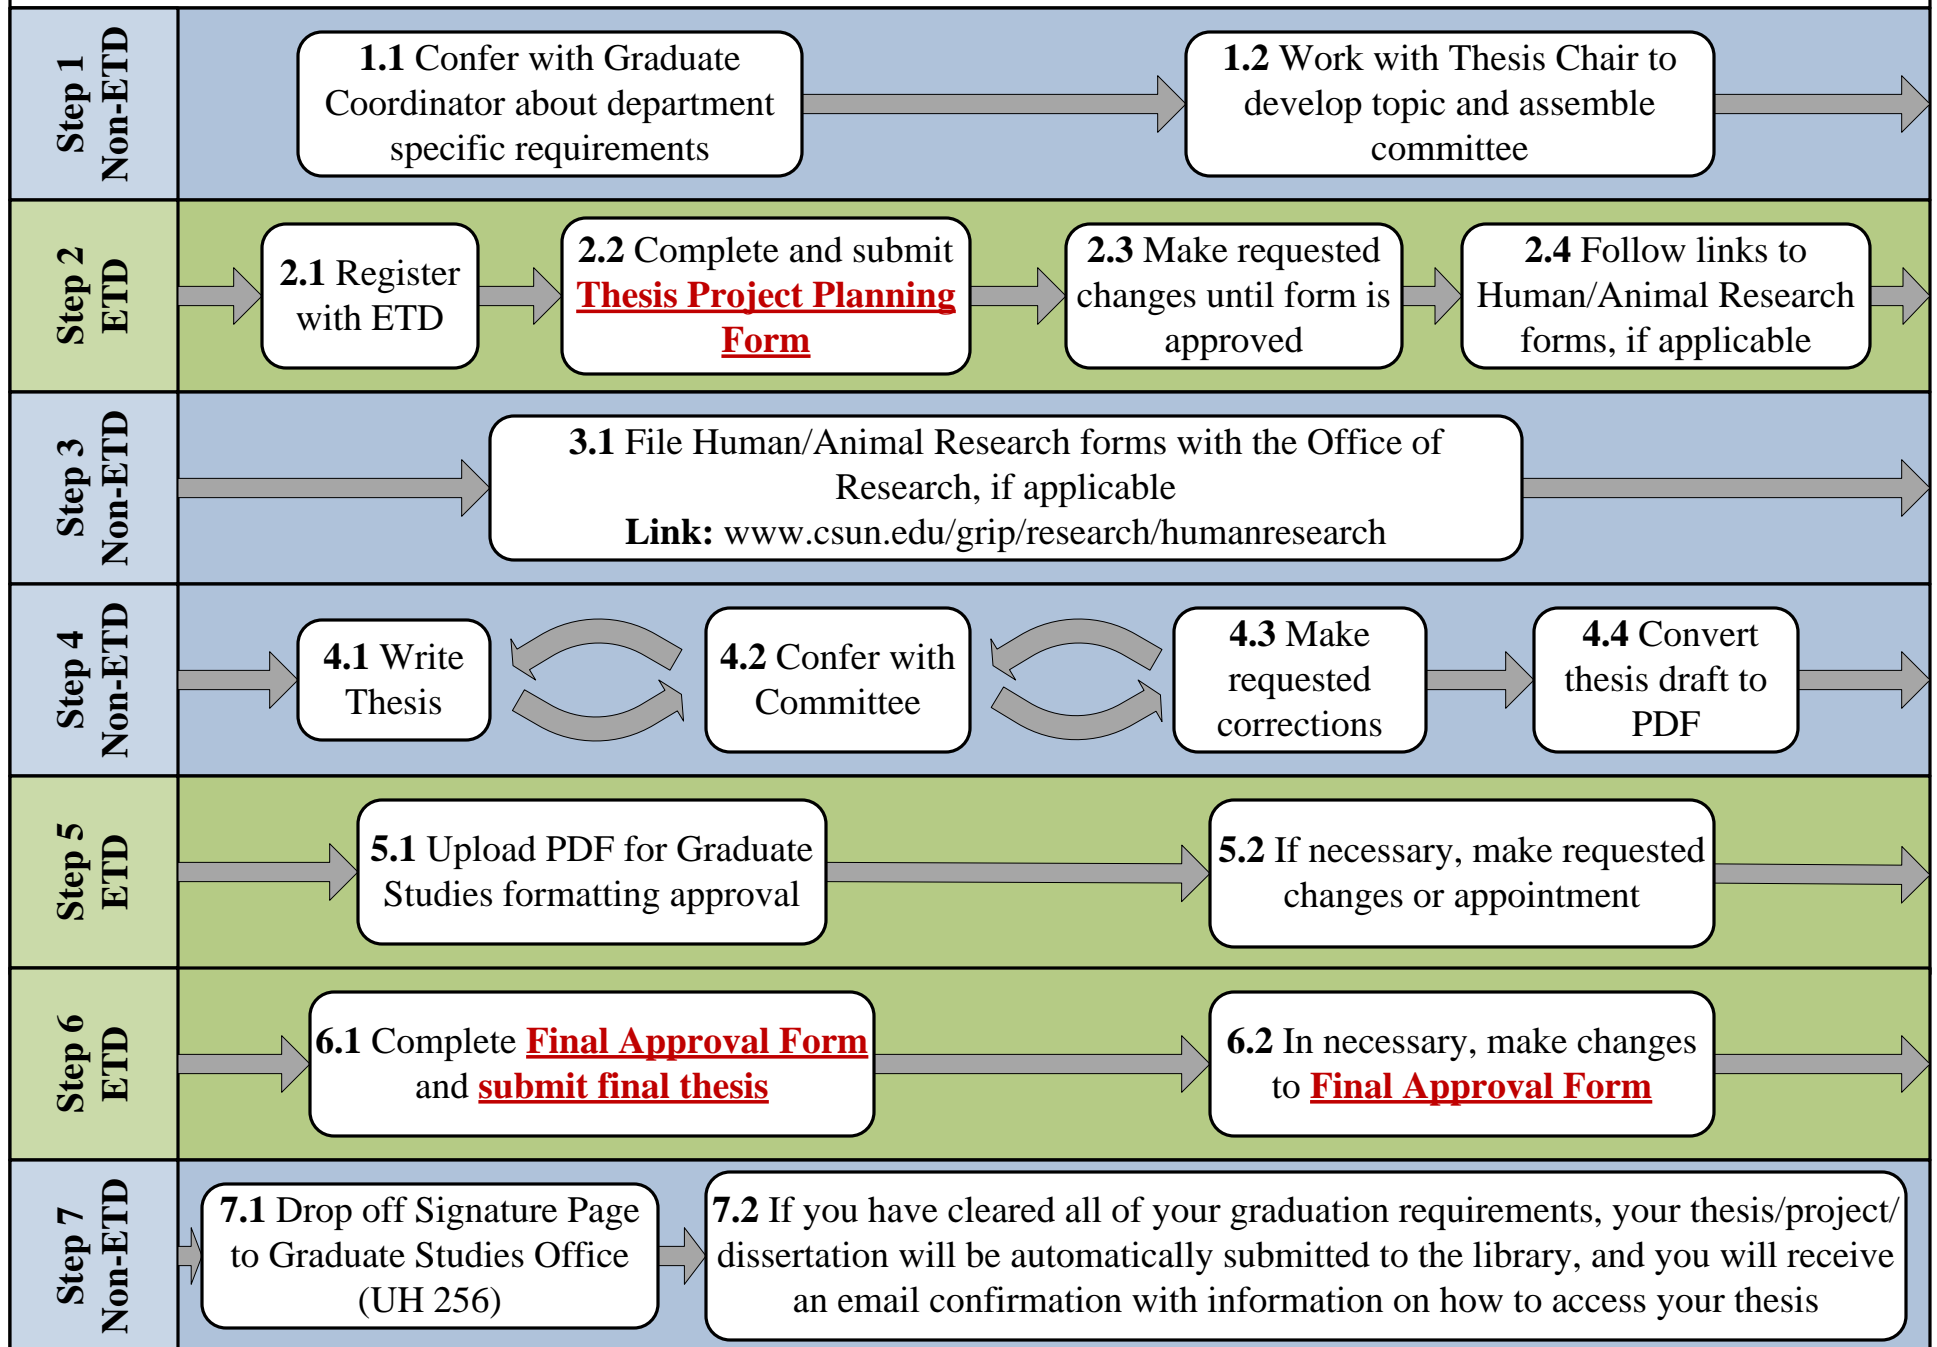 Step 1
Non-ETD
1.1 Confer with Graduate
Coordinator about department
specific requirements
1.2 Work with Thesis Chair to
develop topic and assemble
committee
Step 2
ETD
2.1 Register
with ETD
2.2 Complete and submit
Thesis Project Planning
Form
2.3 Make requested
changes until form is
approved
2.4 Follow links to
Human/Animal Research
forms, if applicable
Step 3
Non-ETD
3.1 File Human/Animal Research forms with the Office of
Research, if applicable
Link: www.csun.edu/grip/research/humanresearch
Step 4
Non-ETD
4.1 Write
Thesis
4.2 Confer with
Committee
4.3 Make
requested
corrections
4.4 Convert
thesis draft to
PDF
Step 5
ETD
5.1 Upload PDF for Graduate
Studies formatting approval
5.2 If necessary, make requested
changes or appointment
Step 6
ETD
6.1 Complete Final Approval Form
and submit final thesis
6.2 In necessary, make changes
to Final Approval Form
Step 7
Non-ETD
7.1 Drop off Signature Page
to Graduate Studies Office
(UH 256)
7.2 If you have cleared all of your graduation requirements, your thesis/project/
dissertation will be automatically submitted to the library, and you will receive
an email confirmation with information on how to access your thesis